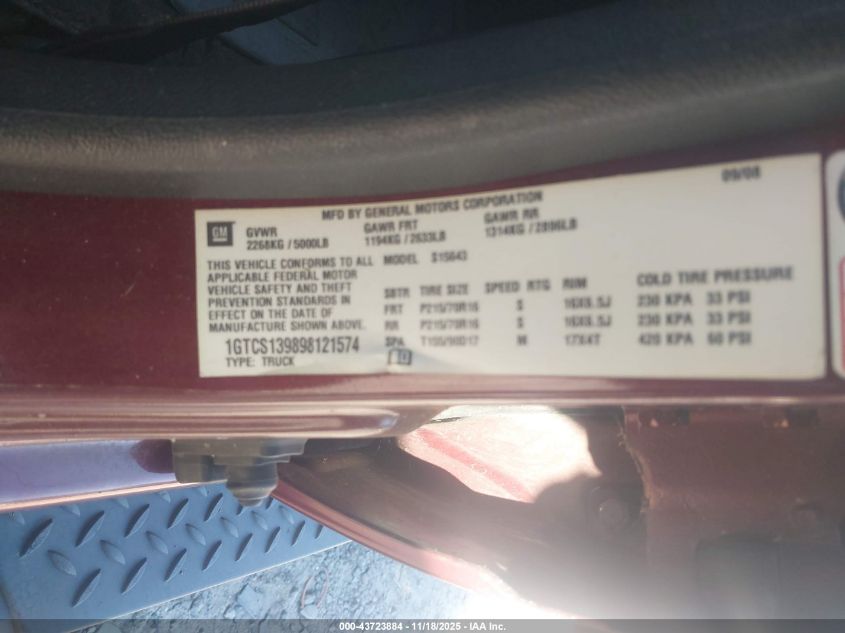 09/08
MFD BY GENERAL MOTORS CORPORATION
GM
GVWR GAWR FRT GAWR RR
2268KG / 5000LB 1194KG / 2633LB 1314KG / 2896LB
THIS VEHICLE CONFORMS TO ALL MODEL S15643
APPLICABLE FEDERAL MOTOR
VEHICLE SAFETY AND THEFT SBTR TIRE SIZE SPEED RTG RIM COLD TIRE PRESSURE
PREVENTION STANDARDS IN FRT P215/70R16 S 16X6.5J 230 KPA 33 PSI
EFFECT ON THE DATE OF RR P215/70R16 S 16X6.5J 230 KPA 33 PSI
MANUFACTURE SHOWN ABOVE. SPA M 17X4T 420 KPA 60 PSI
1GTCS139898121574
TYPE: TRUCK
000-43723884 - 11/18/2025 - IAA Inc.